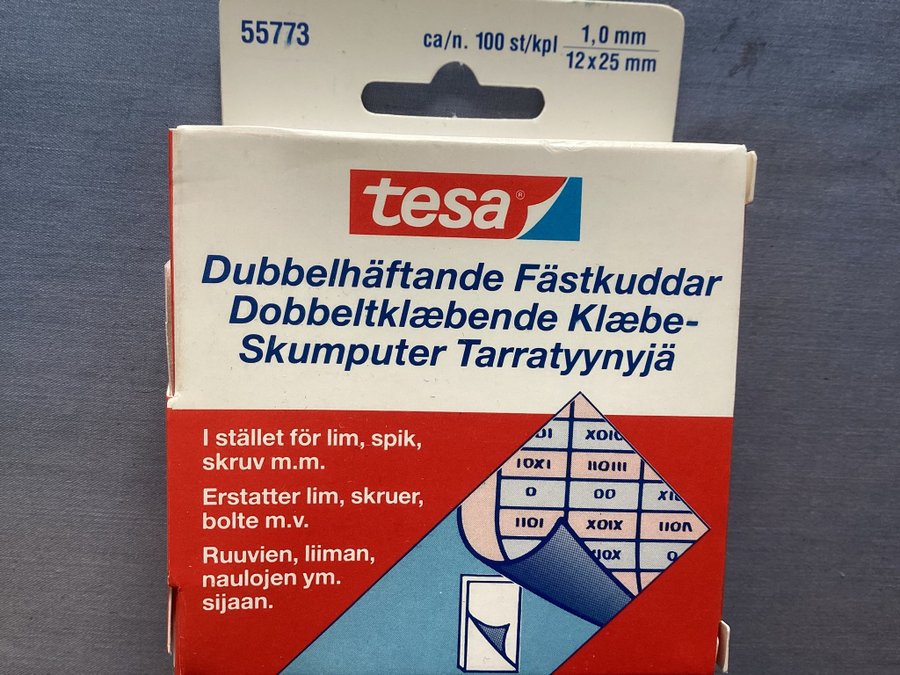 55773
ca/n. 100 st/kpl 1,0 mm
12x25 mm
tesa®
Dubbelhäftande Fästkuddar
Dobbeltklæbende Klæbe-
Skumputer Tarratyynyjä
I stället för lim, spik,
skruv m.m.
Erstatter lim, skruer,
bolte m.v.
Ruuvien, liiman,
naulojen ym.
sijaan.